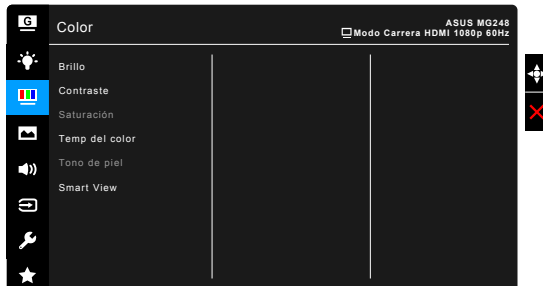 G
Color
ASUS MG248
Modo Carrera HDMI 1080p 60Hz
Brillo
Contraste
Saturación
Temp del color
Tono de piel
Smart View